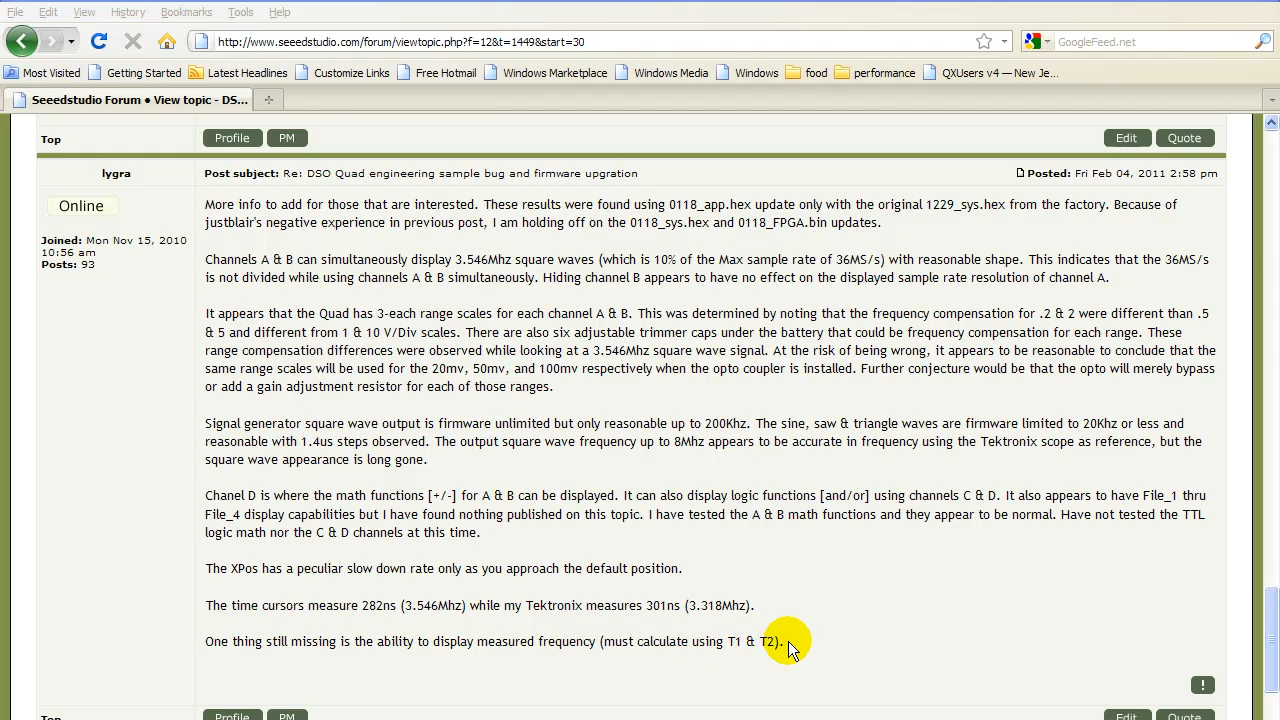 File Edit View History Bookmarks Tools Help
http://www.seeedstudio.com/forum/viewtopic.php?f=12&t=1449&start=30
GoogleFeed.net
Most Visited Getting Started Latest Headlines Customize Links Free Hotmail Windows Marketplace Windows Media Windows food performance QXUsers v4 — New Je...
Seeedstudio Forum • View topic - DS...
Top Profile PM Edit Quote
lygra Post subject: Re: DSO Quad engineering sample bug and firmware upgration Posted: Fri Feb 04, 2011 2:58 pm
Online
Joined: Mon Nov 15, 2010
10:56 am
Posts: 93
More info to add for those that are interested. These results were found using 0118_app.hex update only with the original 1229_sys.hex from the factory. Because of
justblair's negative experience in previous post, I am holding off on the 0118_sys.hex and 0118_FPGA.bin updates.
Channels A & B can simultaneously display 3.546Mhz square waves (which is 10% of the Max sample rate of 36MS/s) with reasonable shape. This indicates that the 36MS/s
is not divided while using channels A & B simultaneously. Hiding channel B appears to have no effect on the displayed sample rate resolution of channel A.
It appears that the Quad has 3-each range scales for each channel A & B. This was determined by noting that the frequency compensation for .2 & 2 were different than .5
& 5 and different from 1 & 10 V/Div scales. There are also six adjustable trimmer caps under the battery that could be frequency compensation for each range. These
range compensation differences were observed while looking at a 3.546Mhz square wave signal. At the risk of being wrong, it appears to be reasonable to conclude that the
same range scales will be used for the 20mv, 50mv, and 100mv respectively when the opto coupler is installed. Further conjecture would be that the opto will merely bypass
or add a gain adjustment resistor for each of those ranges.
Signal generator square wave output is firmware unlimited but only reasonable up to 200Khz. The sine, saw & triangle waves are firmware limited to 20Khz or less and
reasonable with 1.4us steps observed. The output square wave frequency up to 8Mhz appears to be accurate in frequency using the Tektronix scope as reference, but the
square wave appearance is long gone.
Chanel D is where the math functions [+/-] for A & B can be displayed. It can also display logic functions [and/or] using channels C & D. It also appears to have File_1 thru
File_4 display capabilities but I have found nothing published on this topic. I have tested the A & B math functions and they appear to be normal. Have not tested the TTL
logic math nor the C & D channels at this time.
The XPos has a peculiar slow down rate only as you approach the default position.
The time cursors measure 282ns (3.546Mhz) while my Tektronix measures 301ns (3.318Mhz).
One thing still missing is the ability to display measured frequency (must calculate using T1 & T2).
!
Top Profile PM Edit Quote